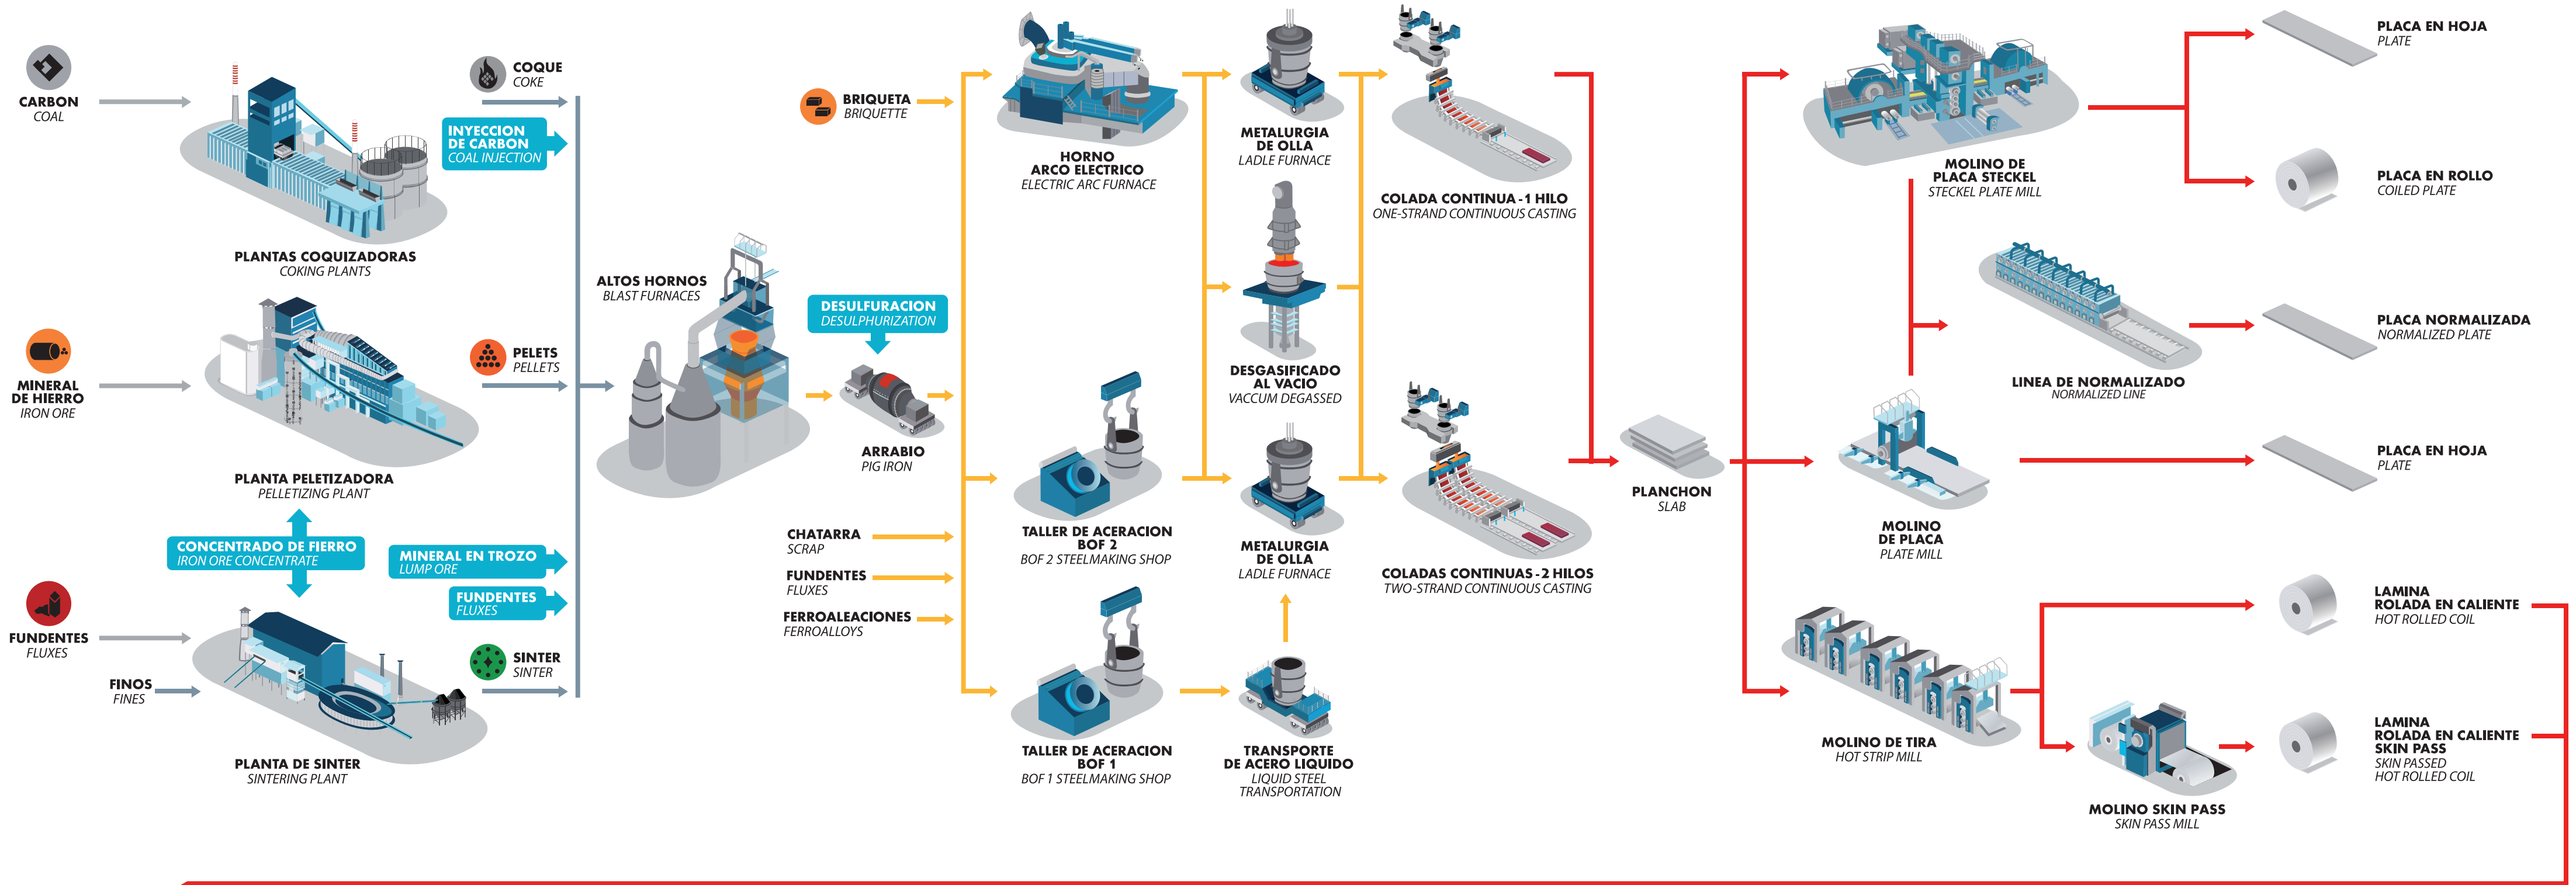 CARBON
COAL
COQUE
COKE
INYECCION
DE CARBON
COAL INJECTION
PLANTAS COQUIZADORAS
COKING PLANTS
MINERAL
DE HIERRO
IRON ORE
PELETS
PELLETS
PLANTA PELETIZADORA
PELLETIZING PLANT
CONCENTRADO DE FIERRO
IRON ORE CONCENTRATE
MINERAL EN TROZO
LUMP ORE
FUNDENTES
FLUXES
FUNDENTES
FLUXES
FINOS
FINES
SINTER
SINTER
PLANTA DE SINTER
SINTERING PLANT
ALTOS HORNOS
BLAST FURNACES
DESULFURACION
DESULPHURIZATION
ARRABIO
PIG IRON
BRIQUETA
BRIQUETTE
CHATARRA
SCRAP
FUNDENTES
FLUXES
FERROALEACIONES
FERROALLOYS
HORNO
ARCO ELECTRICO
ELECTRIC ARC FURNACE
TALLER DE ACERACION
BOF 2
BOF 2 STEELMAKING SHOP
TALLER DE ACERACION
BOF 1
BOF 1 STEELMAKING SHOP
METALURGIA
DE OLLA
LADLE FURNACE
DESGASIFICADO
AL VACIO
VACCUM DEGASSED
METALURGIA
DE OLLA
LADLE FURNACE
TRANSPORTE
DE ACERO LIQUIDO
LIQUID STEEL
TRANSPORTATION
COLADA CONTINUA - 1 HILO
ONE-STRAND CONTINUOUS CASTING
COLADAS CONTINUAS - 2 HILOS
TWO-STRAND CONTINUOUS CASTING
PLANCHON
SLAB
MOLINO DE
PLACA STECKEL
STECKEL PLATE MILL
LINEA DE NORMALIZADO
NORMALIZED LINE
MOLINO
DE PLACA
PLATE MILL
MOLINO DE TIRA
HOT STRIP MILL
MOLINO SKIN PASS
SKIN PASS MILL
PLACA EN HOJA
PLATE
PLACA EN ROLLO
COILED PLATE
PLACA NORMALIZADA
NORMALIZED PLATE
PLACA EN HOJA
PLATE
LAMINA
ROLADA EN CALIENTE
HOT ROLLED COIL
LAMINA
ROLADA EN CALIENTE
SKIN PASS
SKIN PASSED
HOT ROLLED COIL